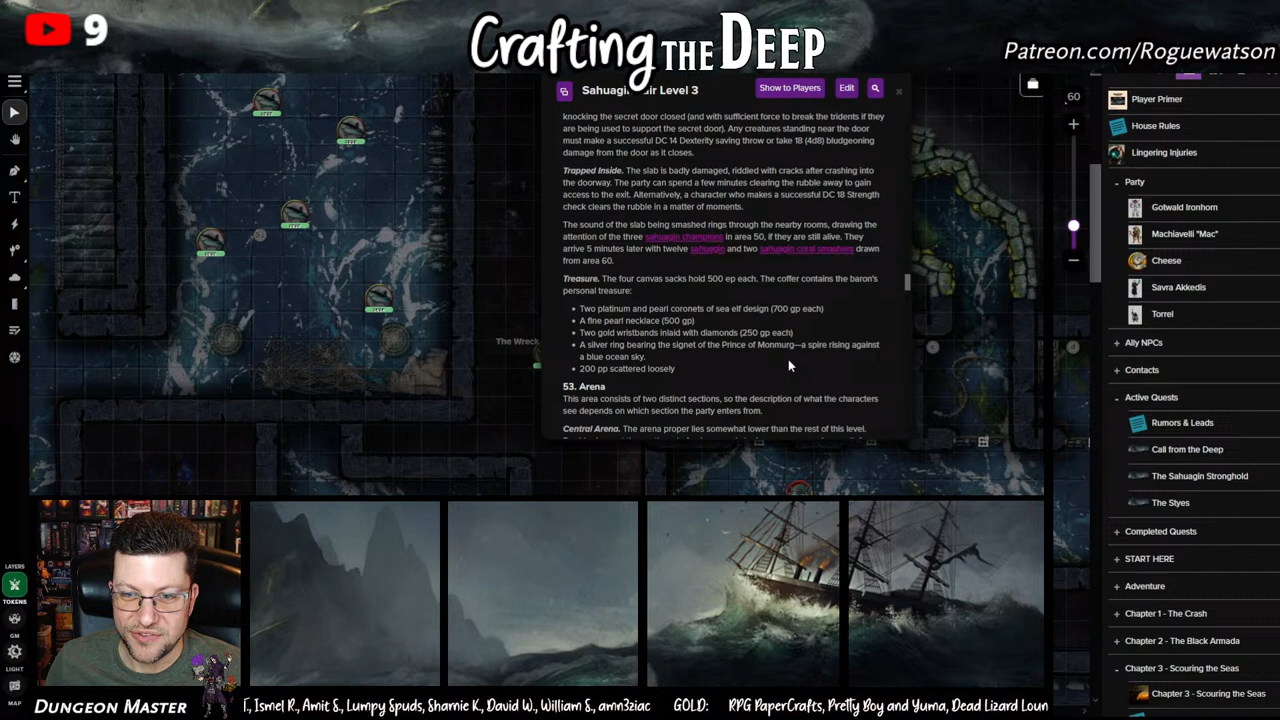 9
Crafting THE DEEP
Patreon.com/Roguewatson
Level 3
Show to Players
Edit
knocking the secret door closed (and with sufficient force to break the tridents if they
are being used to support the secret door). Any creatures standing near the door
must make a successful DC 14 Dexterity saving throw or take 18 (4d8) bludgeoning
damage from the door as it closes.
Trapped Inside. The slab is badly damaged, riddled with cracks after crashing into
the doorway. The party can spend a few minutes clearing the rubble away to gain
access to the exit. Alternatively, a character who makes a successful DC 18 Strength
check clears the rubble in a matter of moments.
The sound of the slab being smashed rings through the nearby rooms, drawing the
attention of the three sahuagin champions in area 50, if they are still alive. They
arrive 5 minutes later with twelve sahuagin and two sahuagin coral smashers drawn
from area 60.
Treasure. The four canvas sacks hold 500 ep each. The coffer contains the baron's
personal treasure:
• Two platinum and pearl coronets of sea elf design (700 gp each)
• A fine pearl necklace (500 gp)
• Two gold wristbands inlaid with diamonds (250 gp each)
• A silver ring bearing the signet of the Prince of Monmurg—a spire rising against
a blue ocean sky.
• 200 pp scattered loosely
53. Arena
This area consists of two distinct sections, so the description of what the characters
see depends on which section the party enters from.
Central Arena. The arena proper lies somewhat lower than the rest of this level.
The Wreck
60
Player Primer
House Rules
Lingering Injuries
- Party
Gotwald Ironhorn
Machiavelli "Mac"
Cheese
Savra Akkedis
Torrel
+ Ally NPCs
+ Contacts
- Active Quests
Rumors & Leads
Call from the Deep
The Sahuagin Stronghold
The Styes
+ Completed Quests
+ START HERE
+ Adventure
+ Chapter 1 - The Crash
+ Chapter 2 - The Black Armada
- Chapter 3 - Scouring the Seas
Chapter 3 - Scouring the Seas
LAYERS
TOKENS
GM
LIGHT
MAP
DUNGEON MASTER
T, Ismel R., Amit S., Lumpy Spuds, Sharnie K., David W., William S., amn3ziac GOLD: RPG PaperCrafts, Pretty Boy and Yuma, Dead Lizard Loun